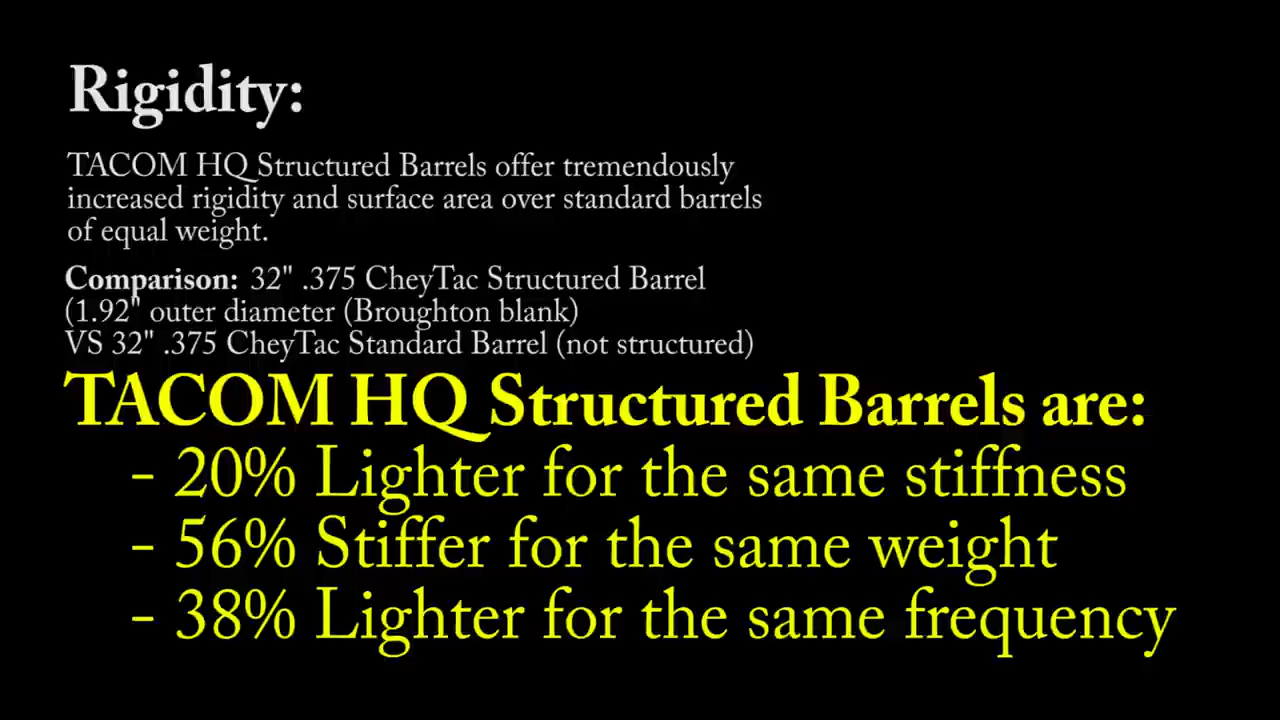 Rigidity:
TACOM HQ Structured Barrels offer tremendously
increased rigidity and surface area over standard barrels
of equal weight.
Comparison: 32" .375 CheyTac Structured Barrel
(1.92" outer diameter (Broughton blank)
VS 32" .375 CheyTac Standard Barrel (not structured)
TACOM HQ Structured Barrels are:
- 20% Lighter for the same stiffness
- 56% Stiffer for the same weight
- 38% Lighter for the same frequency